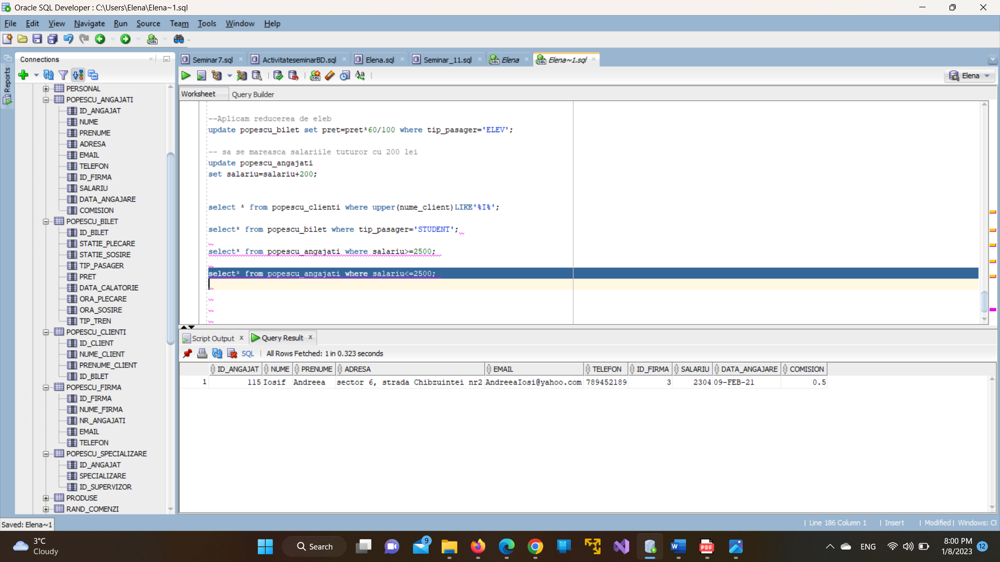 Oracle SQL Developer : C:\Users\Elena\Elena~1.sql
File Edit View Navigate Run Source Team Tools Window Help
Connections
Reports
PERSONAL
POPESCU_ANGAJATI
ID_ANGAJAT
NUME
PRENUME
ADRESA
EMAIL
TELEFON
ID_FIRMA
SALARIU
DATA_ANGAJARE
COMISION
POPESCU_BILET
ID_BILET
STATIE_PLECARE
STATIE_SOSIRE
TIP_PASAGER
PRET
DATA_CALATORIE
ORA_PLECARE
ORA_SOSIRE
TIP_TREN
POPESCU_CLIENTI
ID_CLIENT
NUME_CLIENT
PRENUME_CLIENT
ID_BILET
POPESCU_FIRMA
ID_FIRMA
NUME_FIRMA
NR_ANGAJATI
EMAIL
TELEFON
POPESCU_SPECIALIZARE
ID_ANGAJAT
SPECIALIZARE
ID_SUPERVIZOR
PRODUSE
RAND_COMENZI
Seminar7.sql ActivitateseminarBD.sql Elena.sql Seminar_11.sql Elena Elena~1.sql
Elena
Worksheet Query Builder
--Aplicam reducerea de eleb
update popescu_bilet set pret=pret*60/100 where tip_pasager='ELEV';
-- sa se mareasca salariile tuturor cu 200 lei
update popescu_angajati
set salariu=salariu+200;
select * from popescu_clienti where upper(nume_client)LIKE'%I%';
select* from popescu_bilet where tip_pasager='STUDENT';
select* from popescu_angajati where salariu>=2500;
select* from popescu_angajati where salariu<=2500;
Script Output x Query Result x
SQL | All Rows Fetched: 1 in 0.323 seconds
ID_ANGAJAT NUME PRENUME ADRESA EMAIL TELEFON ID_FIRMA SALARIU DATA_ANGAJARE COMISION
1 115 Iosif Andreea sector 6, strada Chibzuintei nr2 AndreeaIosi@yahoo.com 789452189 3 2304 09-FEB-21 0.5
Saved: Elena~1
| Line 186 Column 1 | Insert | Modified | Windows: CF
3°C
Cloudy
Search
9
ENG
8:00 PM
1/8/2023
12